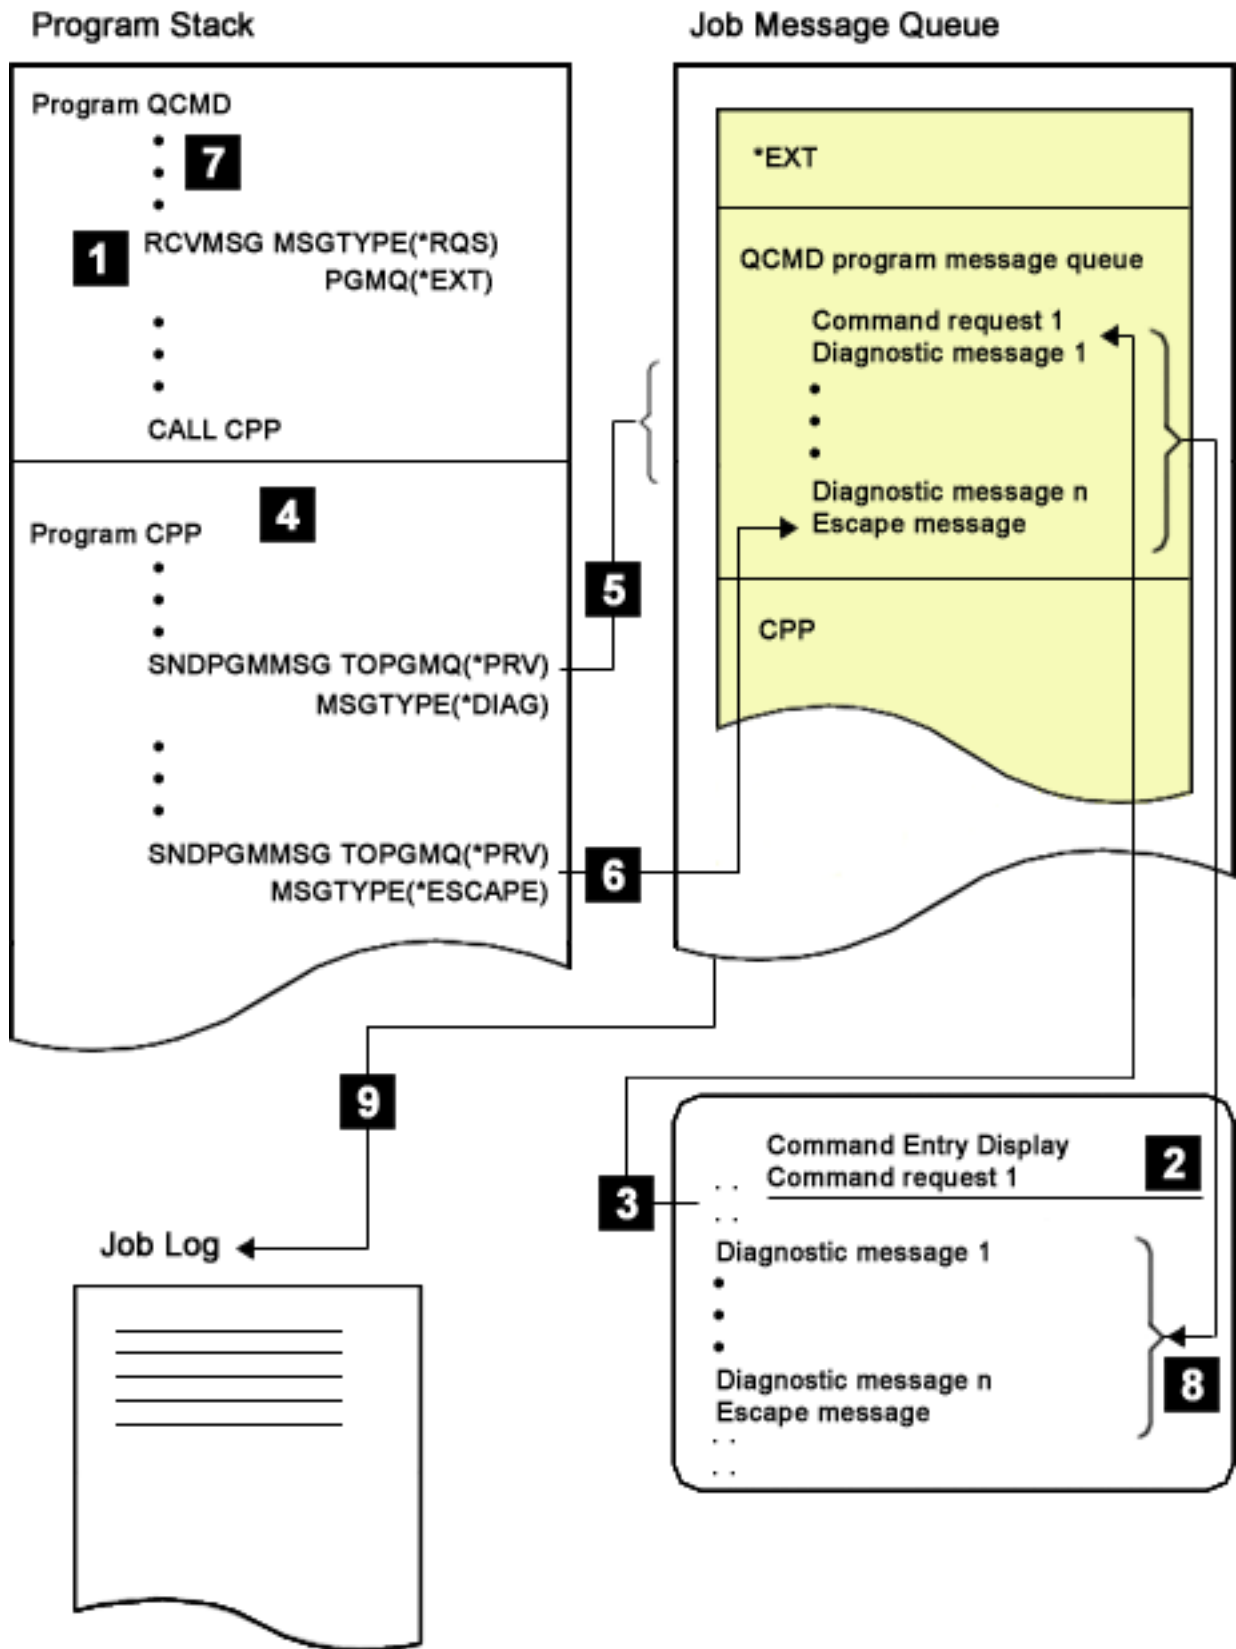 Program Stack
Program QCMD
7
1
RCVMSG MSGTYPE(*RQS)
PGMQ(*EXT)
CALL CPP
4
Program CPP
5
SNDPGMMSG TOPGMQ(*PRV)
MSGTYPE(*DIAG)
SNDPGMMSG TOPGMQ(*PRV)
6
MSGTYPE(*ESCAPE)
Job Message Queue
*EXT
QCMD program message queue
Command request 1
Diagnostic message 1
Diagnostic message n
Escape message
CPP
9
Job Log
3
Command Entry Display
2
Command request 1
Diagnostic message 1
8
Diagnostic message n
Escape message